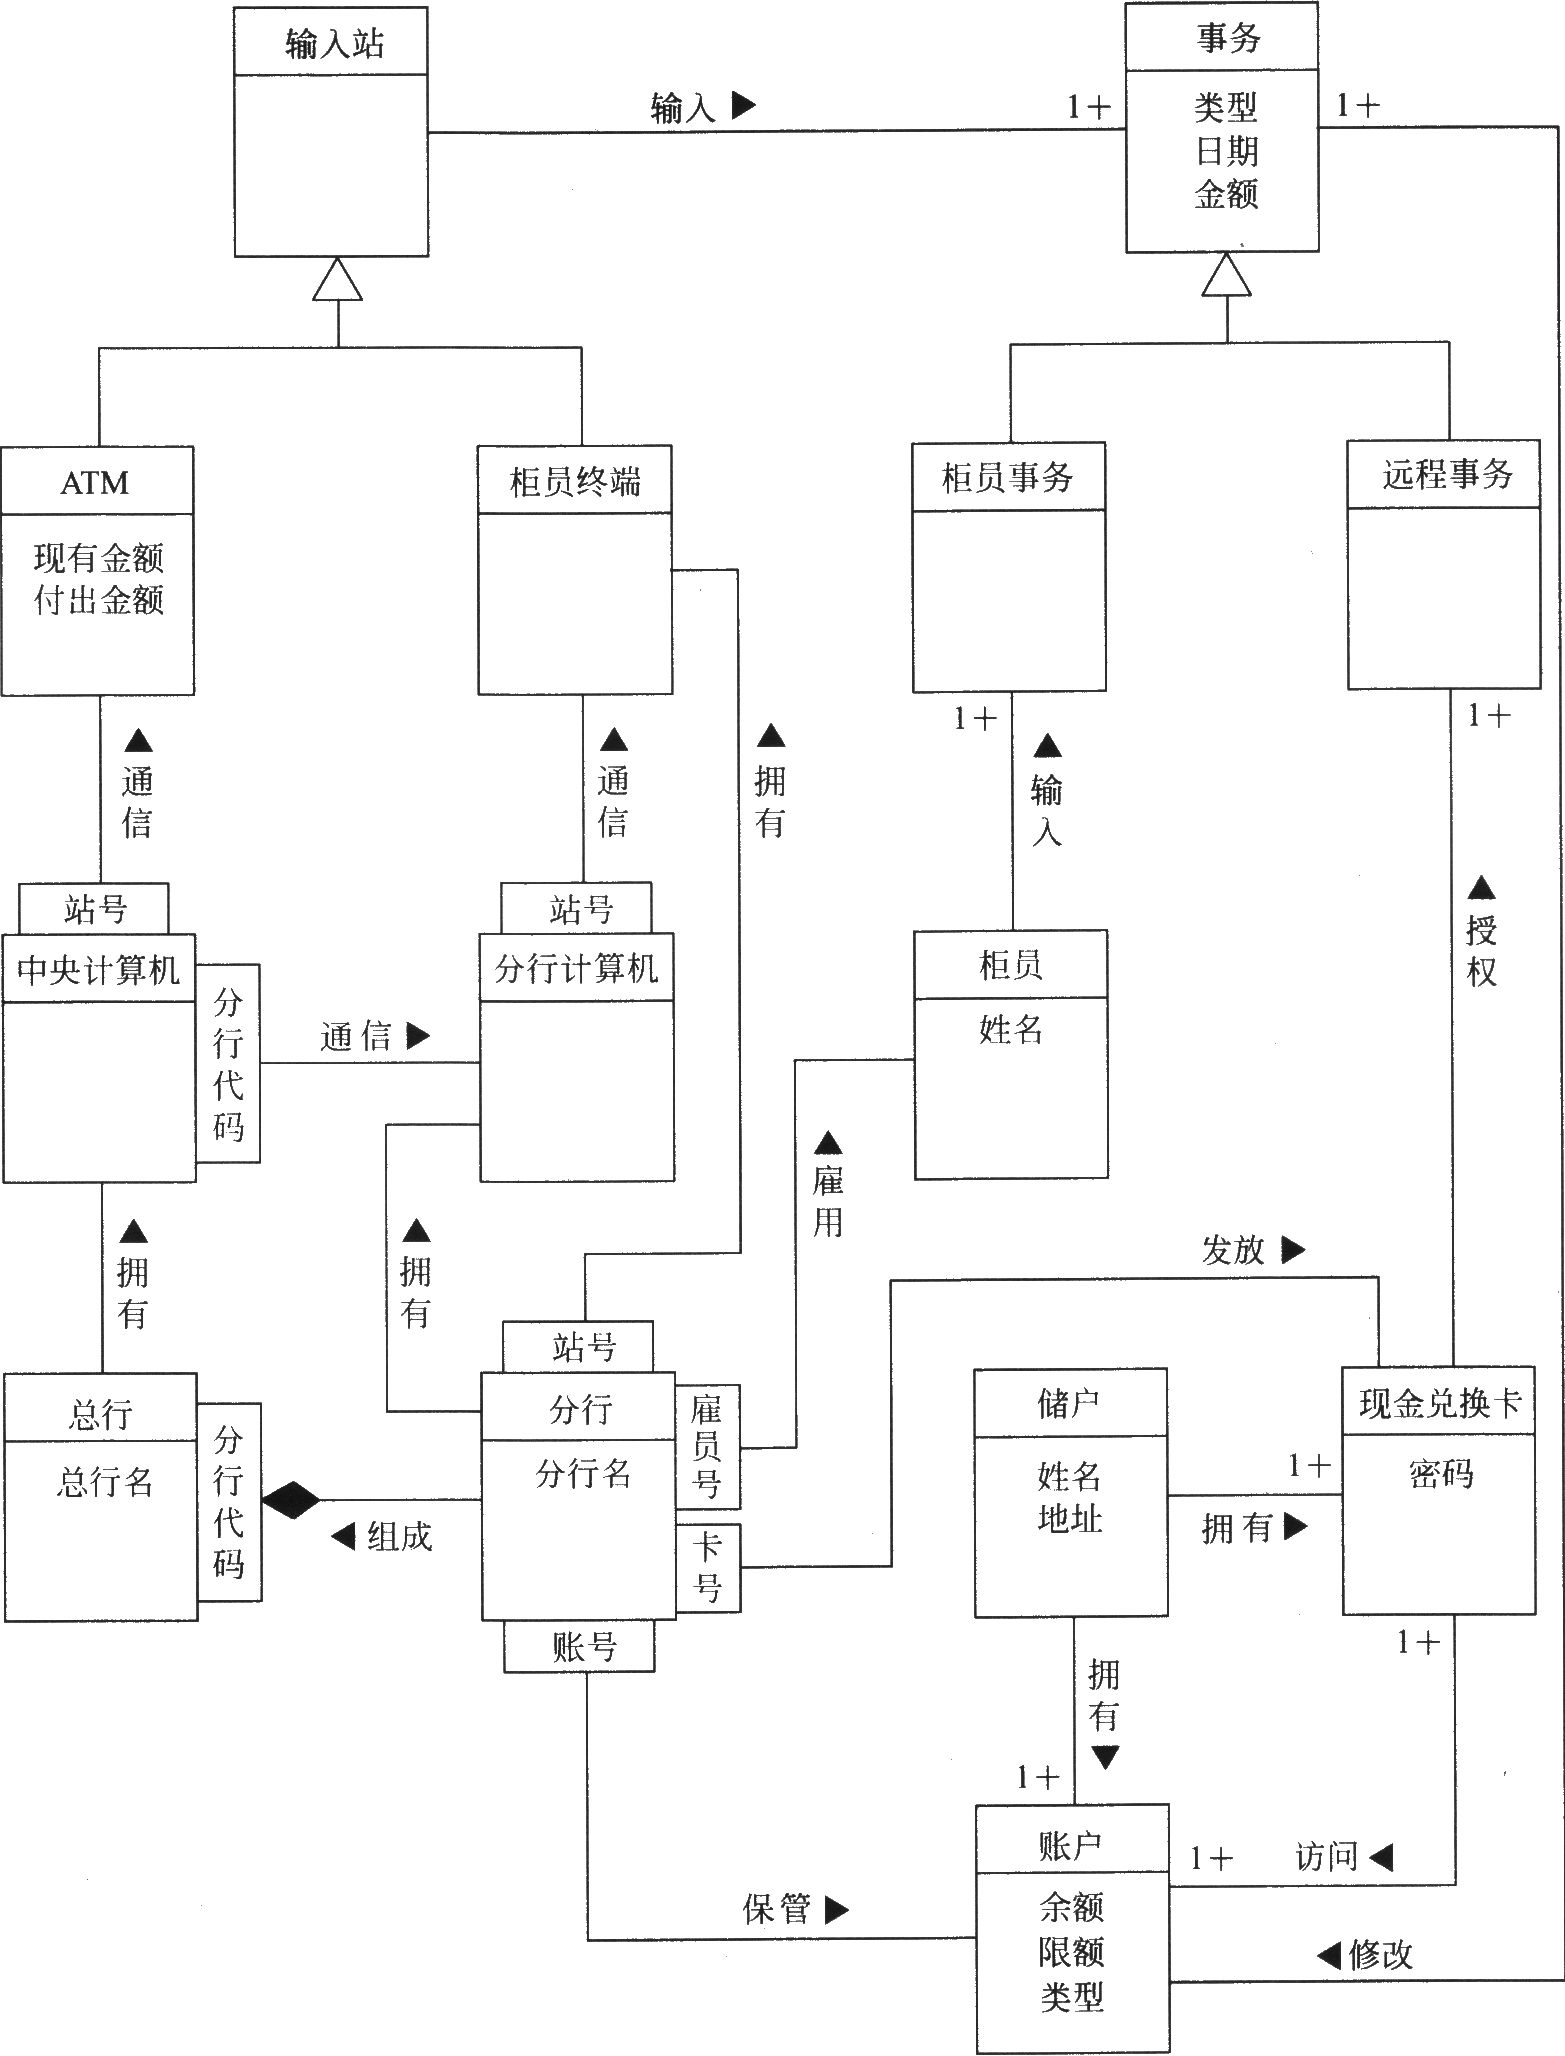 输入站
事务
输入 ▶
1+
类型
日期
金额
1+
ATM
现有金额
付出金额
柜员终端
柜员事务
远程事务
1+
1+
▲
通
信
▲
通
信
▲
拥
有
▲
输
入
▲
授
权
站号
中央计算机
分
行
代
码
站号
分行计算机
柜员
姓名
通信 ▶
▲
拥
有
▲
拥
有
▲
雇
用
发放 ▶
站号
总行
总行名
分
行
代
码
分行
分行名
雇
员
号
卡
号
账号
◀ 组成
储户
姓名
地址
1+
拥有 ▶
现金兑换卡
密码
1+
拥
有
▼
1+
账户
余额
限额
类型
1+
访问 ◀
保管 ▶
◀ 修改